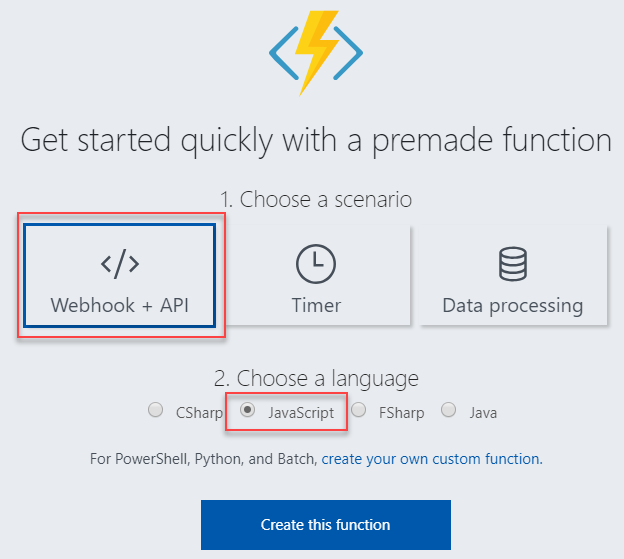 Get started quickly with a premade function
1. Choose a scenario
Webhook + API
Timer
Data processing
2. Choose a language
CSharp
JavaScript
FSharp
Java
For PowerShell, Python, and Batch, create your own custom function.
Create this function